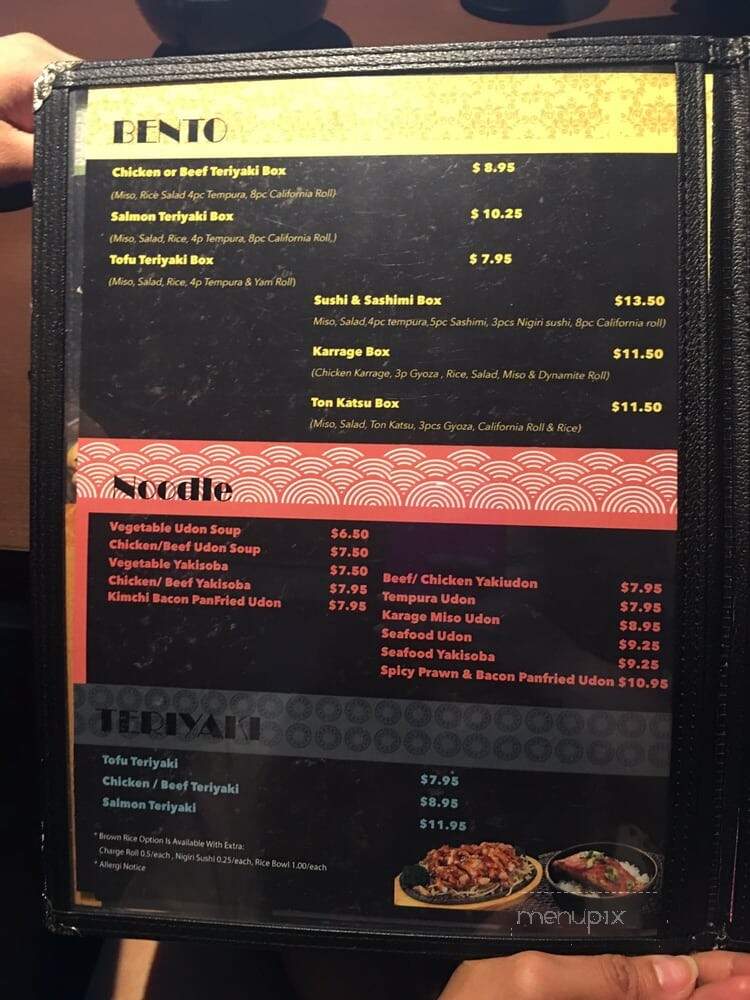 BENTO
Chicken or Beef Teriyaki Box $ 8.95
(Miso, Rice Salad 4pc Tempura, 8pc California Roll)
Salmon Teriyaki Box $ 10.25
(Miso, Salad, Rice, 4p Tempura, 8pc California Roll,)
Tofu Teriyaki Box $ 7.95
(Miso, Salad, Rice, 4p Tempura & Yam Roll)
Sushi & Sashimi Box $13.50
Miso, Salad,4pc tempura,5pc Sashimi, 3pcs Nigiri sushi, 8pc California roll)
Karrage Box $11.50
(Chicken Karrage, 3p Gyoza , Rice, Salad, Miso & Dynamite Roll)
Ton Katsu Box $11.50
(Miso, Salad, Ton Katsu, 3pcs Gyoza, California Roll & Rice)
Noodle
Vegetable Udon Soup $6.50
Chicken/Beef Udon Soup $7.50
Vegetable Yakisoba $7.50
Chicken/ Beef Yakisoba $7.95
Kimchi Bacon PanFried Udon $7.95
Beef/ Chicken Yakiudon $7.95
Tempura Udon $7.95
Karage Miso Udon $8.95
Seafood Udon $9.25
Seafood Yakisoba $9.25
Spicy Prawn & Bacon Panfried Udon $10.95
TERIYAKI
Tofu Teriyaki $7.95
Chicken / Beef Teriyaki $8.95
Salmon Teriyaki $11.95
* Brown Rice Option Is Available With Extra:
Charge Roll 0.5/each , Nigiri Sushi 0.25/each, Rice Bowl 1.00/each
* Allergi Notice
menupix